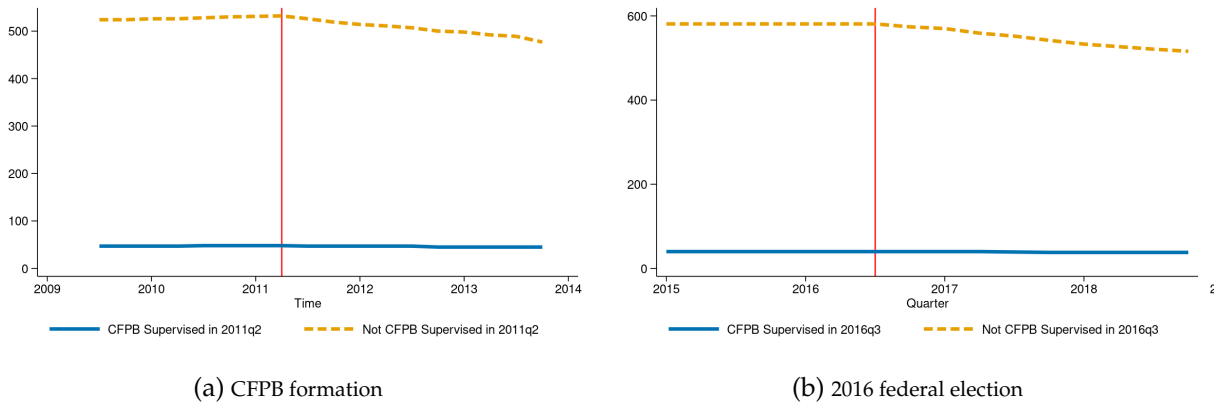 500
400
300
200
100
0
2009 2010 2011 2012 2013 2014
Time
CFPB Supervised in 2011q2 Not CFPB Supervised in 2011q2
(a) CFPB formation
600
400
200
0
2015 2016 2017 2018 2
Quarter
CFPB Supervised in 2016q3 Not CFPB Supervised in 2016q3
(b) 2016 federal election